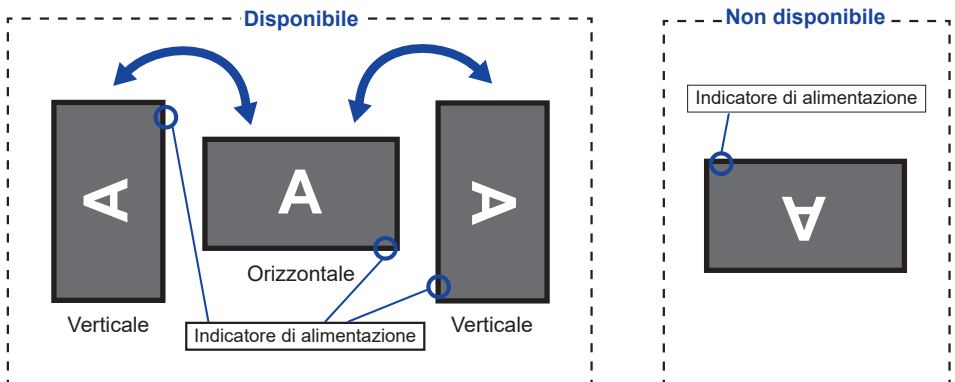 Disponibile
Non disponibile
Indicatore di alimentazione
A
A
A
A
Orizzontale
Verticale
Indicatore di alimentazione
Verticale